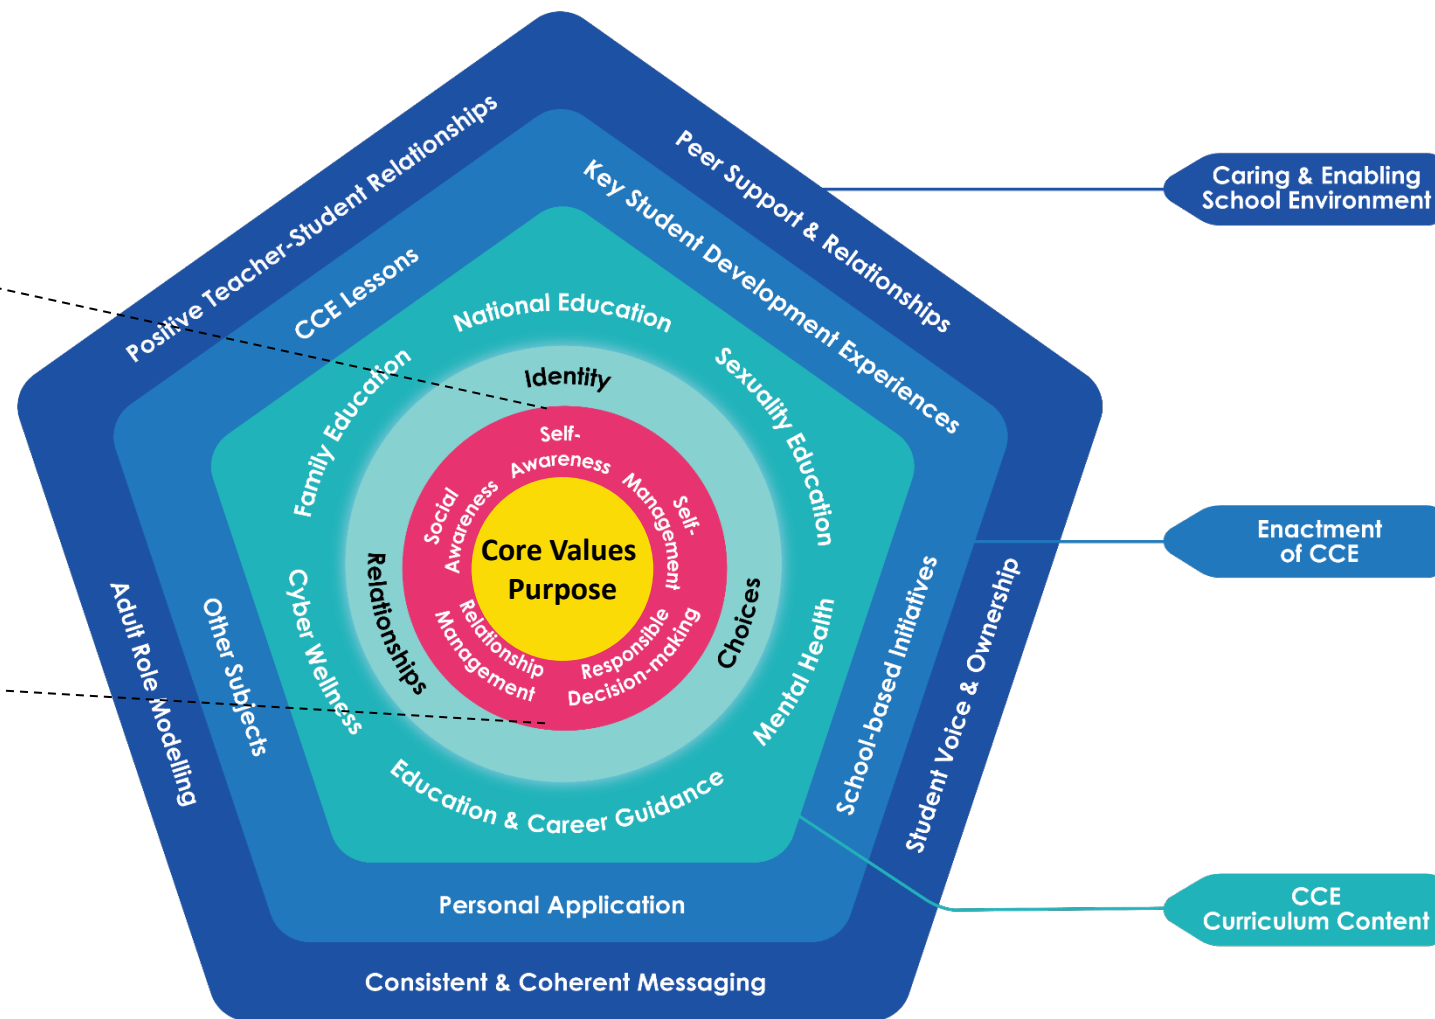 Positive Teacher-Student Relationships
Peer Support & Relationships
Student Voice & Ownership
Consistent & Coherent Messaging
Adult Role Modelling
CCE Lessons
Key Student Development Experiences
School-based Initiatives
Personal Application
Other Subjects
National Education
Sexuality Education
Mental Health
Education & Career Guidance
Cyber Wellness
Family Education
Identity
Choices
Relationships
Self-
Awareness
Self-
Management
Responsible
Decision-making
Relationship
Management
Social
Awareness
Core Values
Purpose
Caring & Enabling
School Environment
Enactment
of CCE
CCE
Curriculum Content